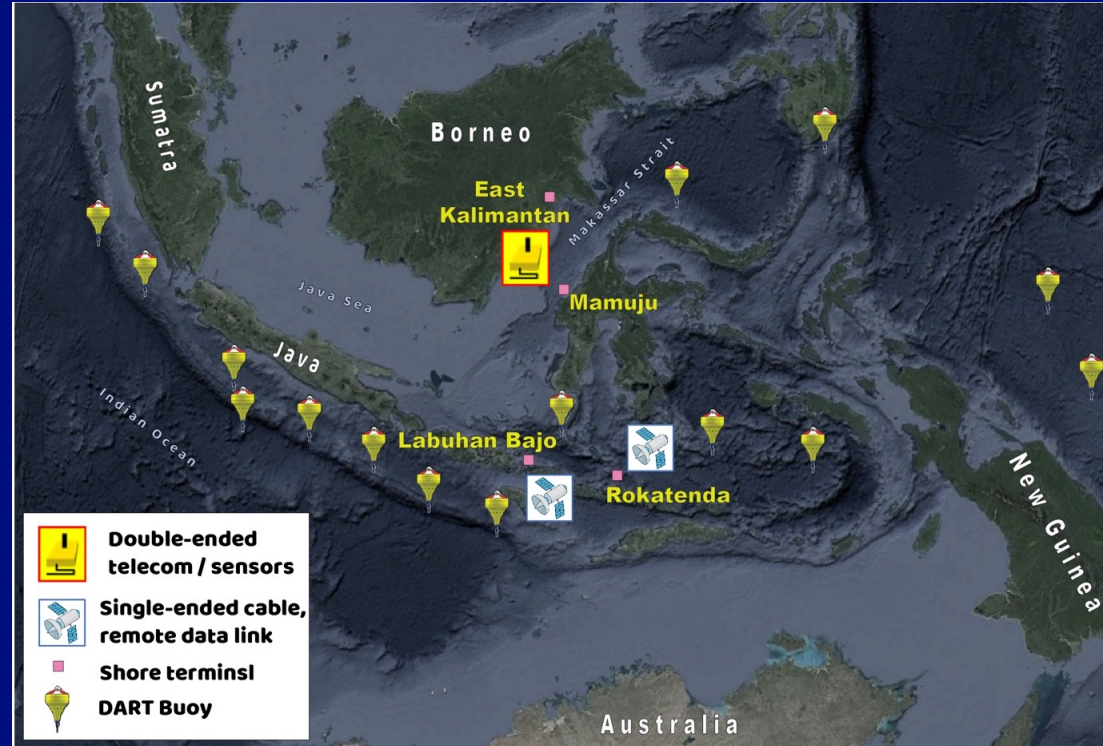 Sumatra
Borneo
East
Kalimantan
Makassar Strait
Java Sea
Mamuju
Java
Indian Ocean
Labuhan Bajo
Rokatenda
New Guinea
Australia
Double-ended
telecom / sensors
Single-ended cable,
remote data link
Shore terminsl
DART Buoy